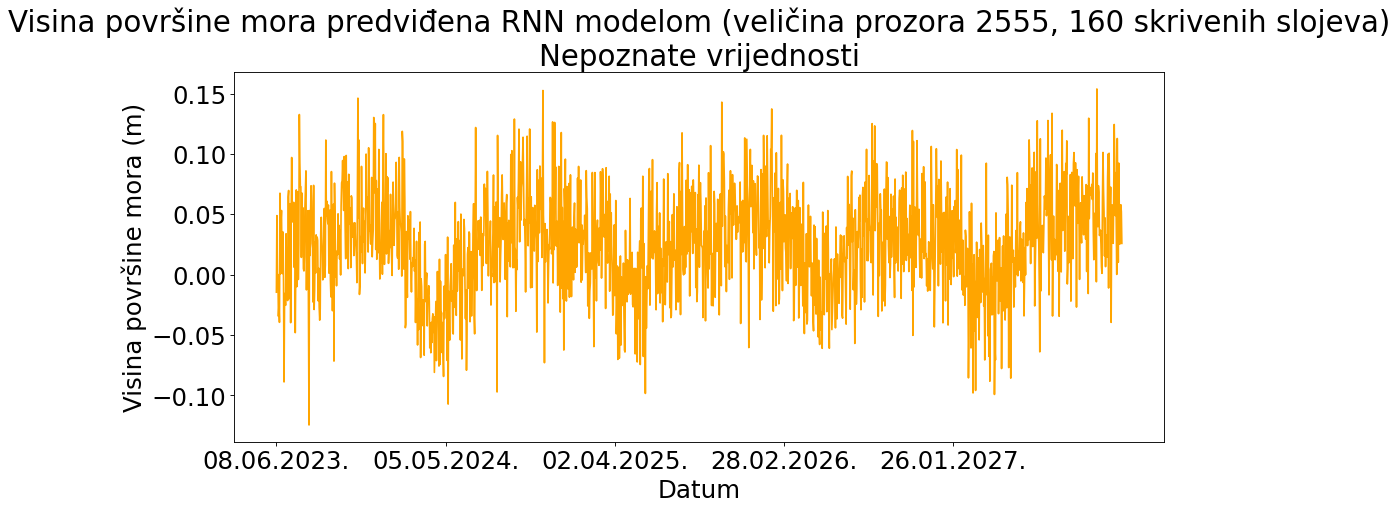 Visina površine mora predviđena RNN modelom (veličina prozora 2555, 160 skrivenih slojeva)
Nepoznate vrijednosti
Visina površine mora (m)
0.15
0.10
0.05
0.00
−0.05
−0.10
08.06.2023. 05.05.2024. 02.04.2025. 28.02.2026. 26.01.2027.
Datum